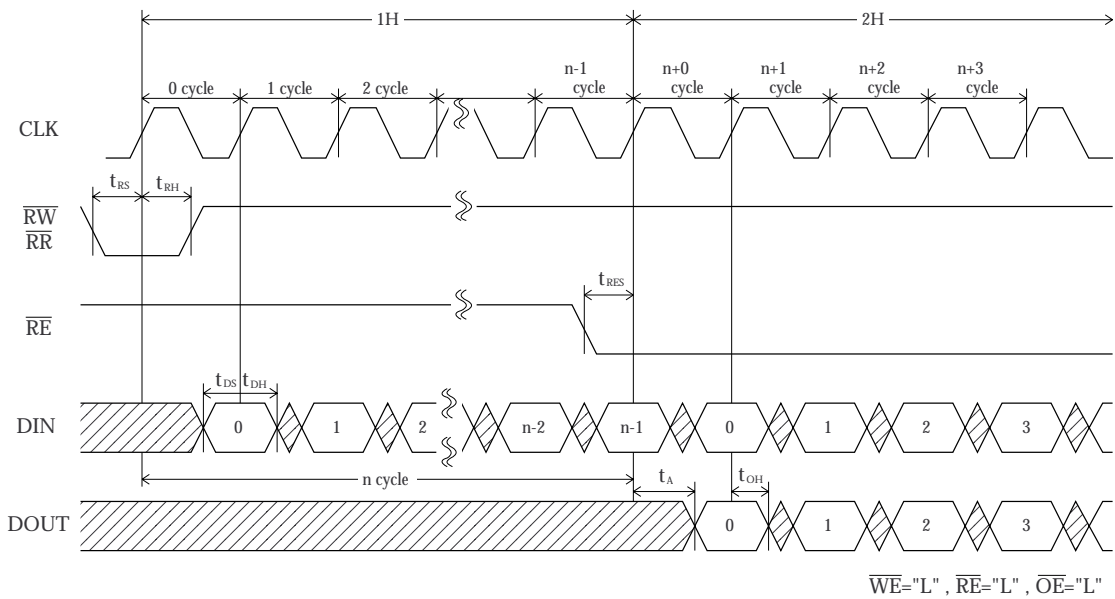 1H 2H
0 cycle 1 cycle 2 cycle n-1 cycle n+0 cycle n+1 cycle n+2 cycle n+3 cycle
CLK
tRS tRH
RW
RR
tRES
RE
tDS tDH
DIN 0 1 2 n-2 n-1 0 1 2 3
n cycle tA tOH
DOUT 0 1 2 3
WE="L" , RE="L" , OE="L"